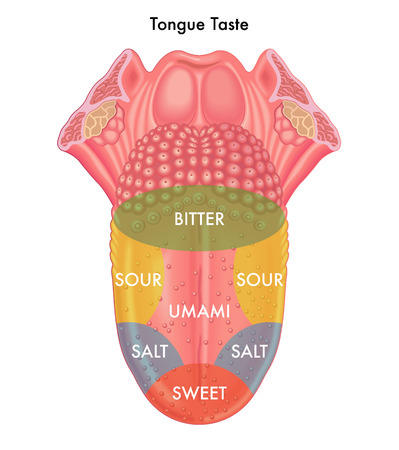 Tongue Taste
BITTER
SOUR SOUR
UMAMI
SALT SALT
SWEET